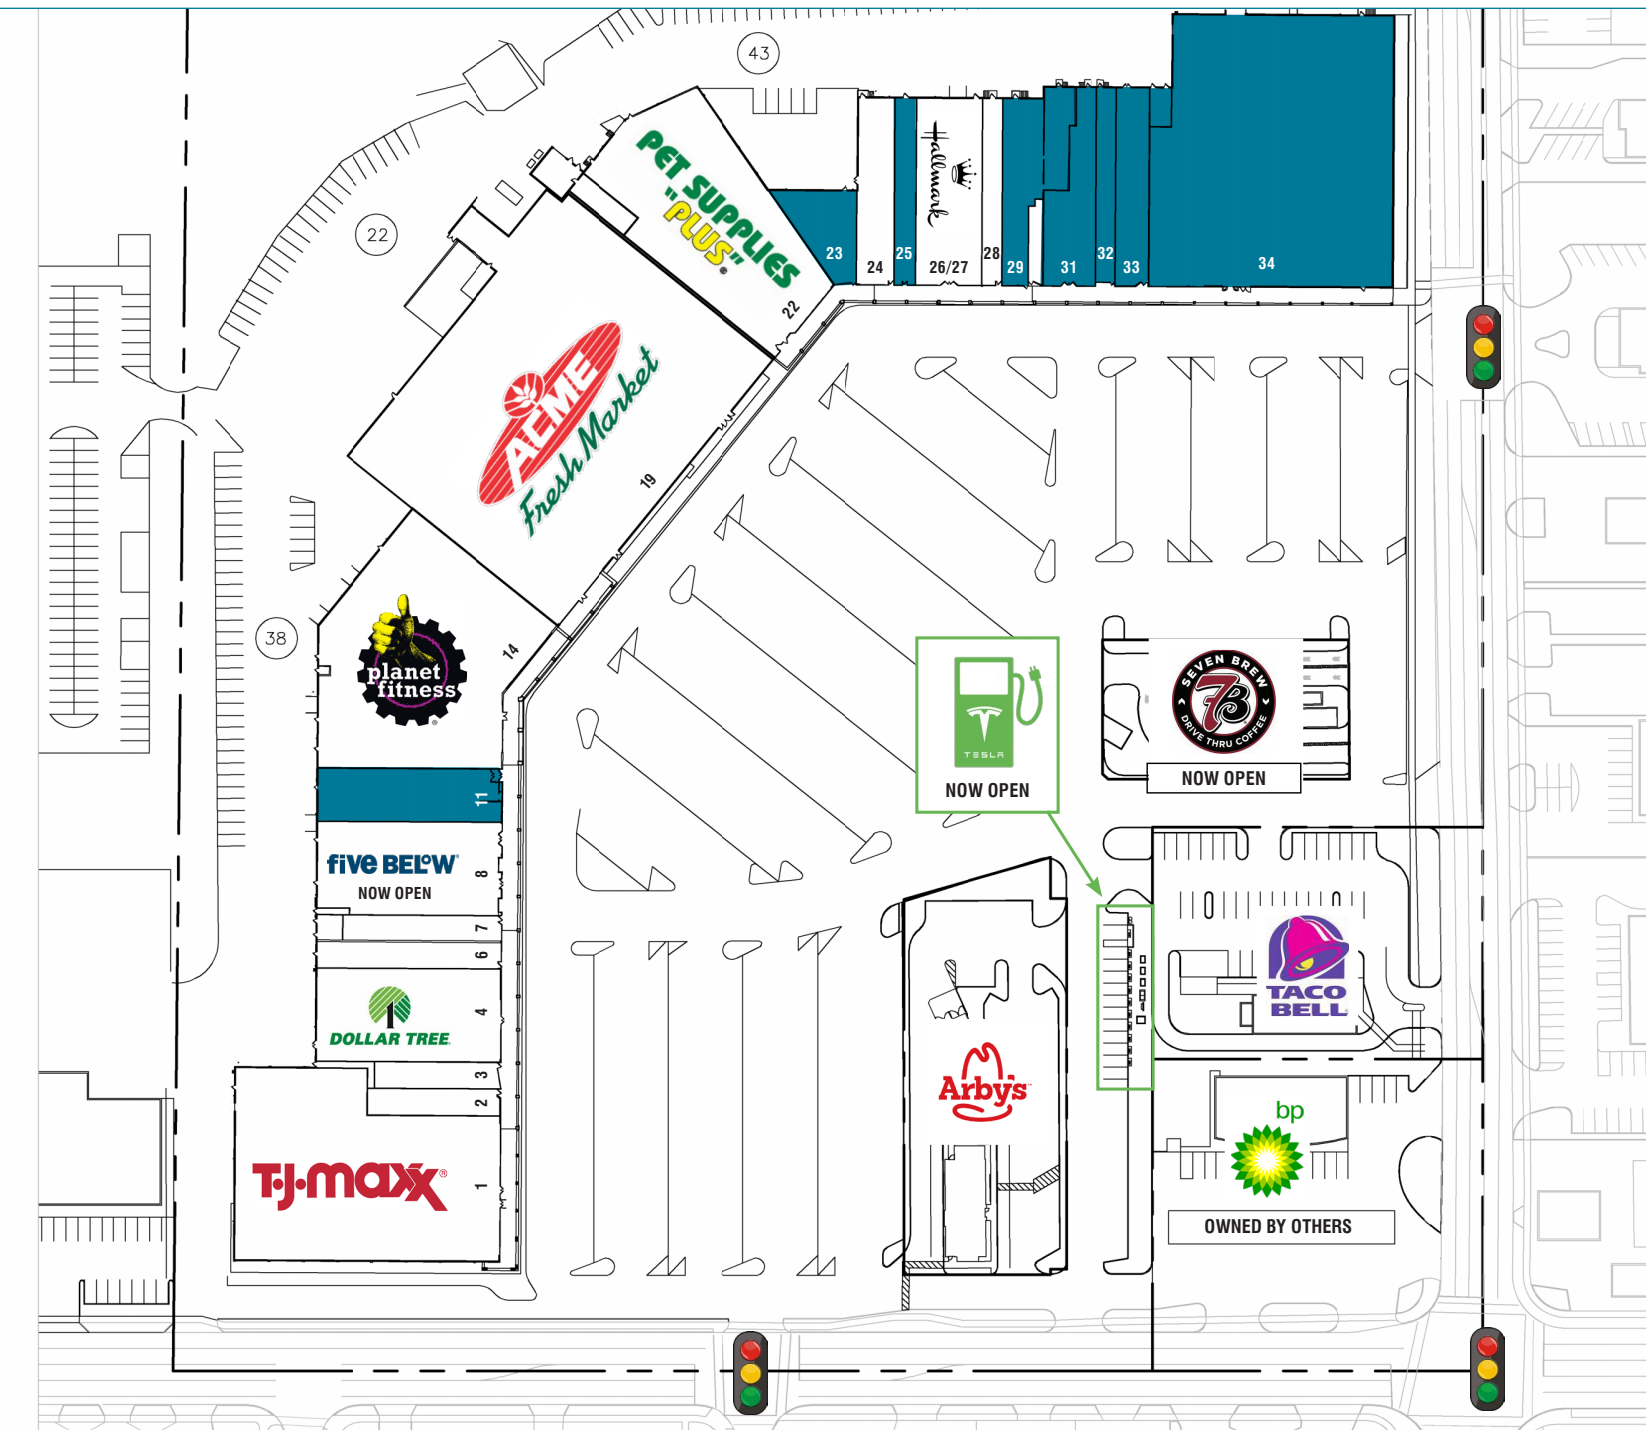 43
22
38
PET SUPPLIES
"PLUS"
22
23
24
25
Hallmark
26/27
28
29
31
32
33
34
ACME
Fresh Market
19
planet
fitness
14
11
five BELOW
NOW OPEN
8
7
6
DOLLAR TREE
4
3
2
T·J·maxx
1
TESLA
NOW OPEN
SEVEN BREW
7B
DRIVE THRU COFFEE
NOW OPEN
TACO
BELL
Arby's
bp
OWNED BY OTHERS